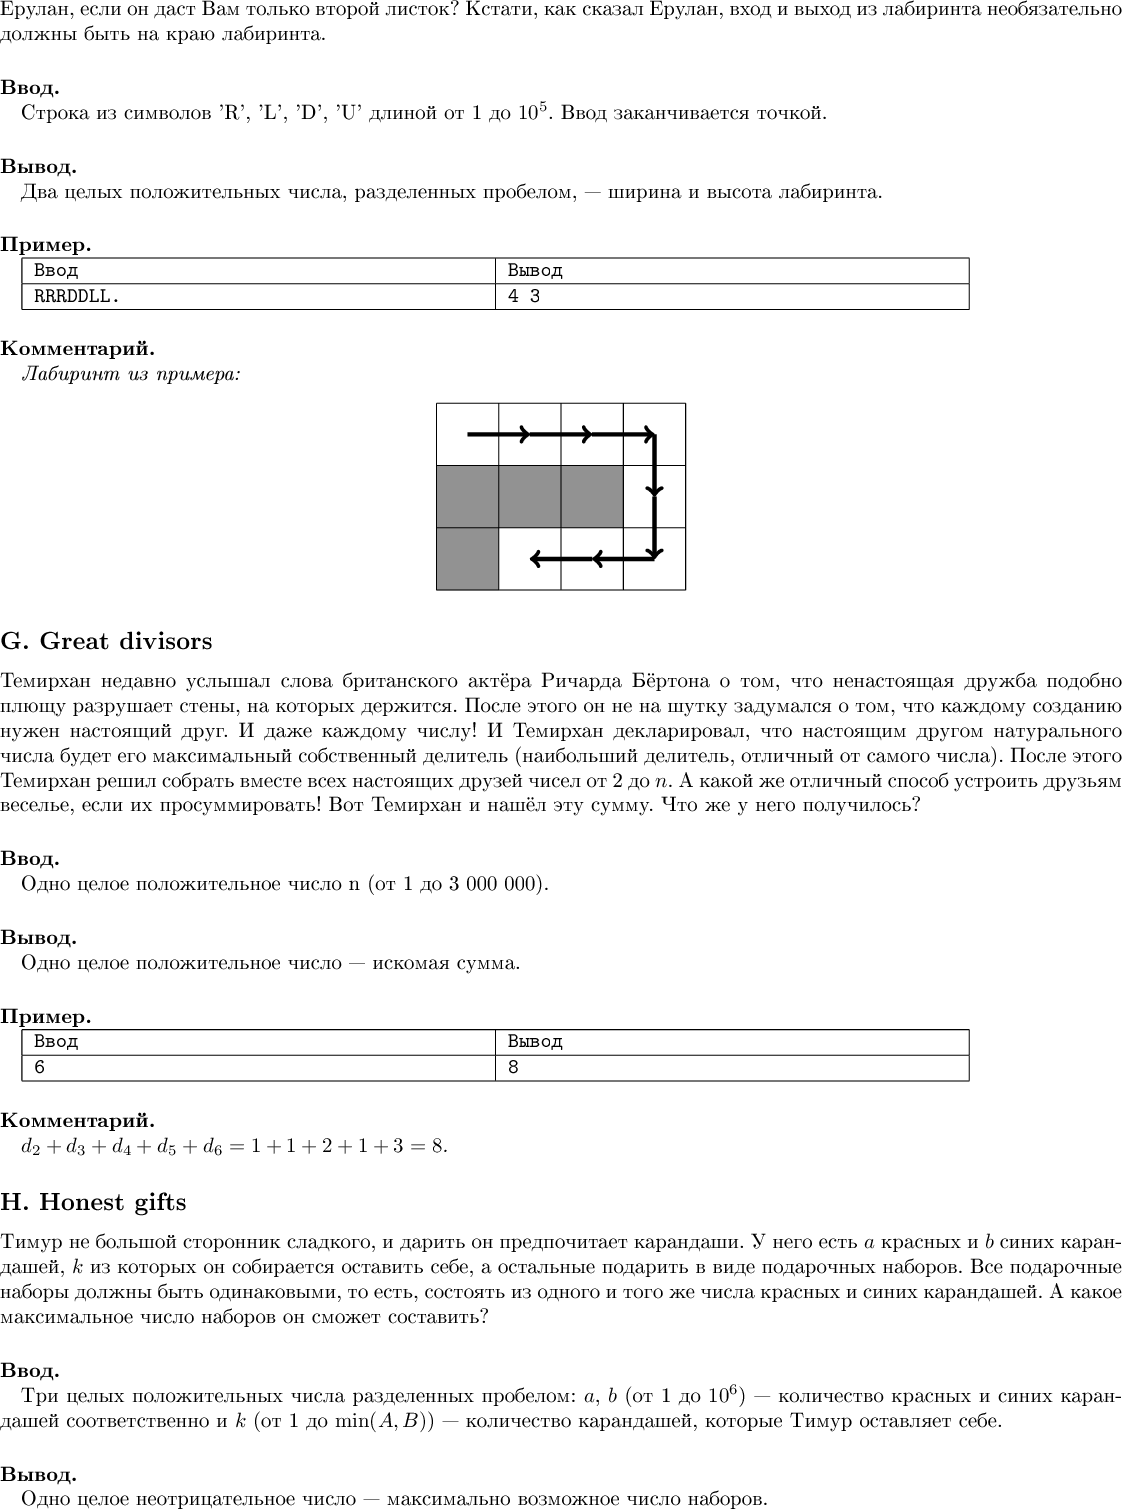 Ерулан, если он даст Вам только второй листок? Кстати, как сказал Ерулан, вход и выход из лабиринта необязательно
должны быть на краю лабиринта.
Ввод.
Строка из символов 'R', 'L', 'D', 'U' длиной от 1 до 10^5. Ввод заканчивается точкой.
Вывод.
Два целых положительных числа, разделенных пробелом, — ширина и высота лабиринта.
Пример.
Ввод Вывод
RRRDDLL. 4 3
Комментарий.
Лабиринт из примера:
G. Great divisors
Темирхан недавно услышал слова британского актёра Ричарда Бёртона о том, что ненастоящая дружба подобно
плющу разрушает стены, на которых держится. После этого он не на шутку задумался о том, что каждому созданию
нужен настоящий друг. И даже каждому числу! И Темирхан декларировал, что настоящим другом натурального
числа будет его максимальный собственный делитель (наибольший делитель, отличный от самого числа). После этого
Темирхан решил собрать вместе всех настоящих друзей чисел от 2 до n. А какой же отличный способ устроить друзьям
веселье, если их просуммировать! Вот Темирхан и нашёл эту сумму. Что же у него получилось?
Ввод.
Одно целое положительное число n (от 1 до 3 000 000).
Вывод.
Одно целое положительное число — искомая сумма.
Пример.
Ввод Вывод
6 8
Комментарий.
d₂ + d₃ + d₄ + d₅ + d₆ = 1 + 1 + 2 + 1 + 3 = 8.
H. Honest gifts
Тимур не большой сторонник сладкого, и дарить он предпочитает карандаши. У него есть a красных и b синих каран-
дашей, k из которых он собирается оставить себе, а остальные подарить в виде подарочных наборов. Все подарочные
наборы должны быть одинаковыми, то есть, состоять из одного и того же числа красных и синих карандашей. А какое
максимальное число наборов он сможет составить?
Ввод.
Три целых положительных числа разделенных пробелом: a, b (от 1 до 10^6) — количество красных и синих каран-
дашей соответственно и k (от 1 до min(A, B)) — количество карандашей, которые Тимур оставляет себе.
Вывод.
Одно целое неотрицательное число — максимально возможное число наборов.